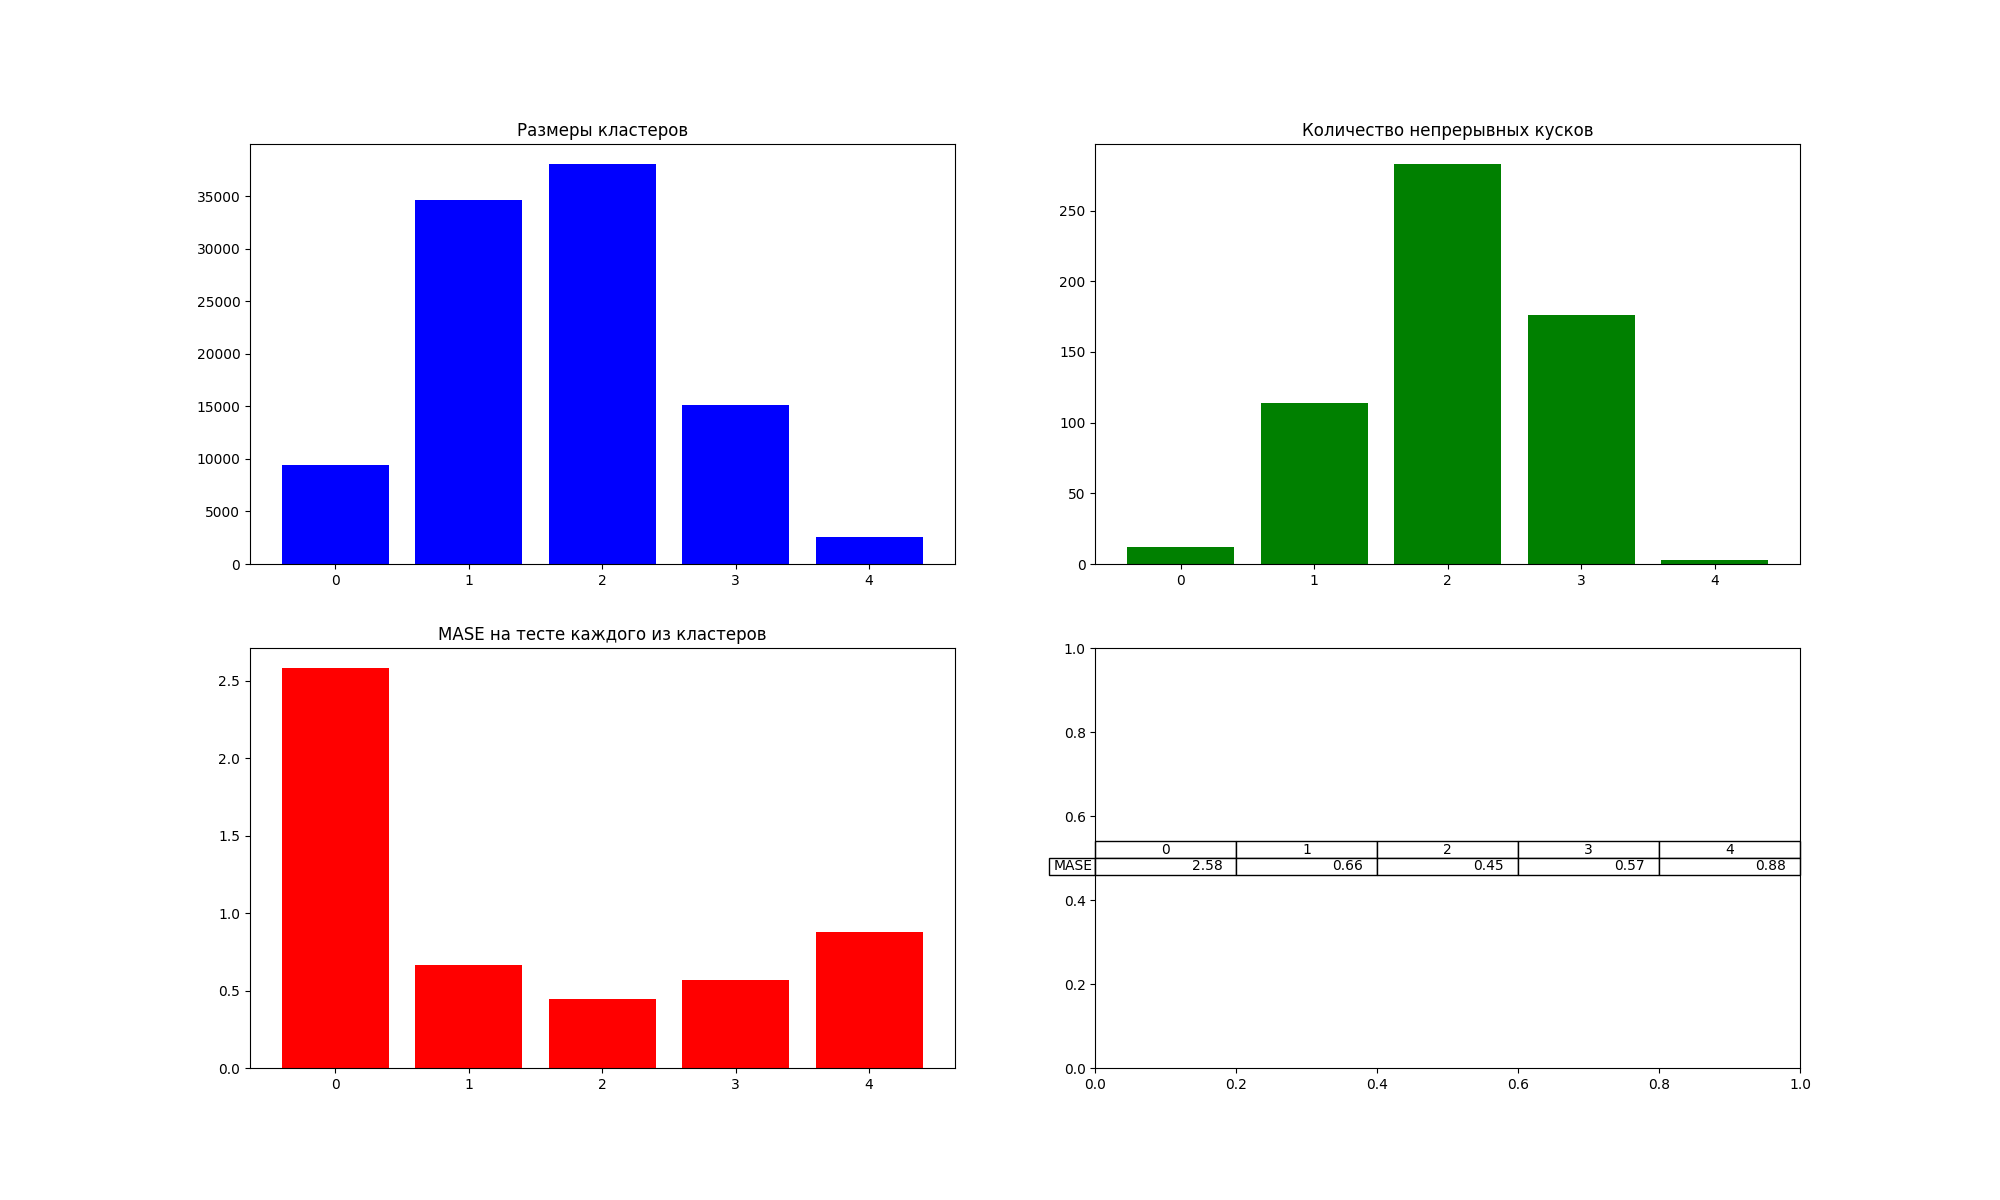 Размеры кластеров
35000
30000
25000
20000
15000
10000
5000
0
0 1 2 3 4
Количество непрерывных кусков
250
200
150
100
50
0
0 1 2 3 4
MASE на тесте каждого из кластеров
2.5
2.0
1.5
1.0
0.5
0.0
0 1 2 3 4
1.0
0.8
0.6
0 1 2 3 4
MASE 2.58 0.66 0.45 0.57 0.88
0.4
0.2
0.0
0.0 0.2 0.4 0.6 0.8 1.0